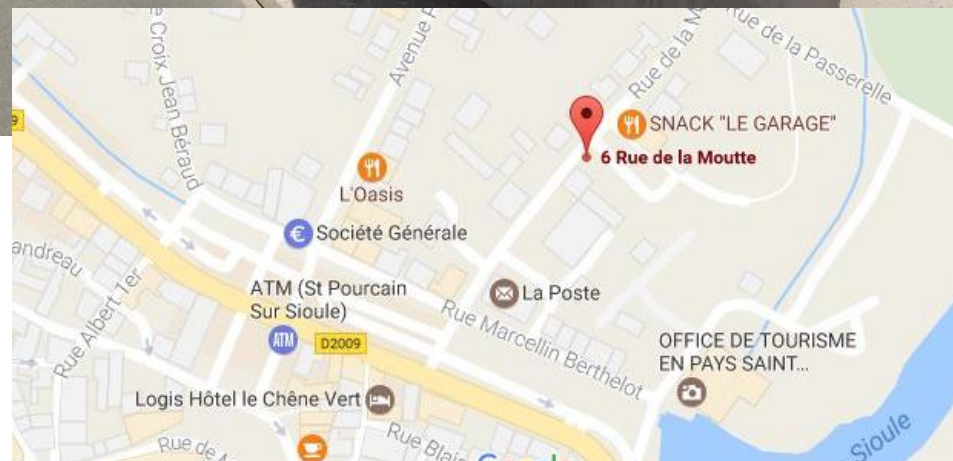 Rue de la Passerelle
SNACK "LE GARAGE"
6 Rue de la Moutte
L'Oasis
Croix Jean Béraud
Société Générale
ATM (St Pourcain
Sur Sioule)
ATM
D2009
La Poste
Rue Marcellin Berthelot
OFFICE DE TOURISME
EN PAYS SAINT...
Rue Albert 1er
Logis Hôtel le Chêne Vert
Sioule
Avenue
Rue de la
Rue de
Rue
9
€